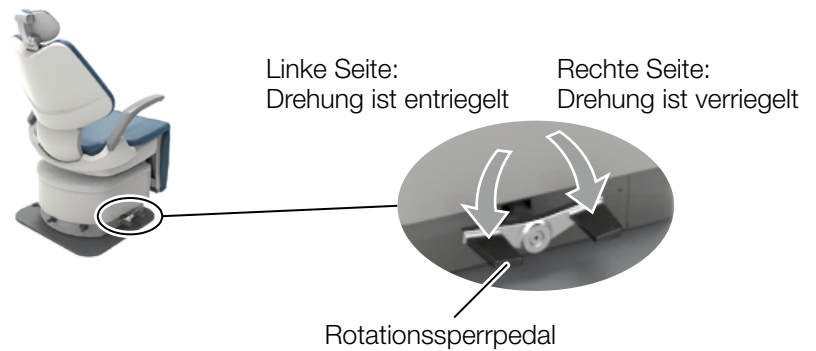 Linke Seite:
Drehung ist entriegelt
Rechte Seite:
Drehung ist verriegelt
Rotationssperrpedal